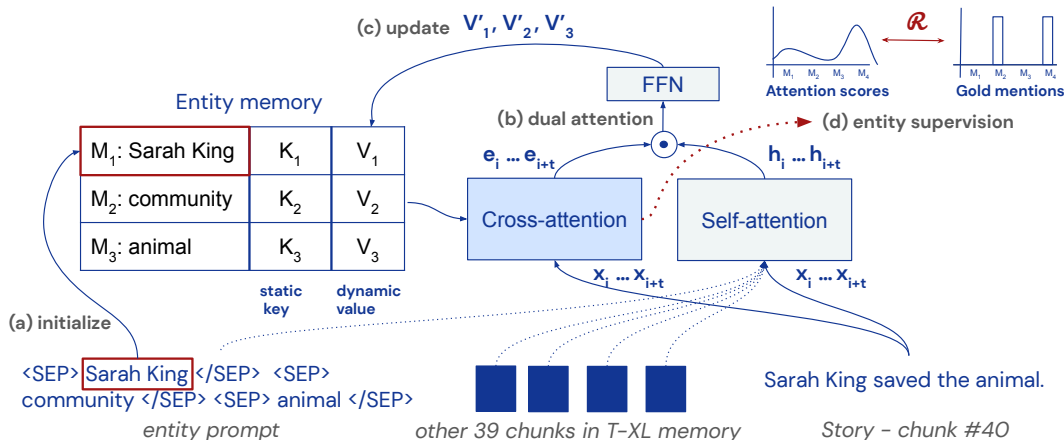 (c) update V'1, V'2, V'3
R
M1 M2 M3 M4
M1 M2 M3 M4
Attention scores
Gold mentions
FFN
Entity memory
(b) dual attention
(d) entity supervision
M1: Sarah King K1 V1
M2: community K2 V2
M3: animal K3 V3
ei ... ei+t
hi ... hi+t
Cross-attention
Self-attention
xi ... xi+t
xi ... xi+t
static key
dynamic value
(a) initialize
<SEP> Sarah King </SEP> <SEP>
community </SEP> <SEP> animal </SEP>
Sarah King saved the animal.
entity prompt
other 39 chunks in T-XL memory
Story - chunk #40